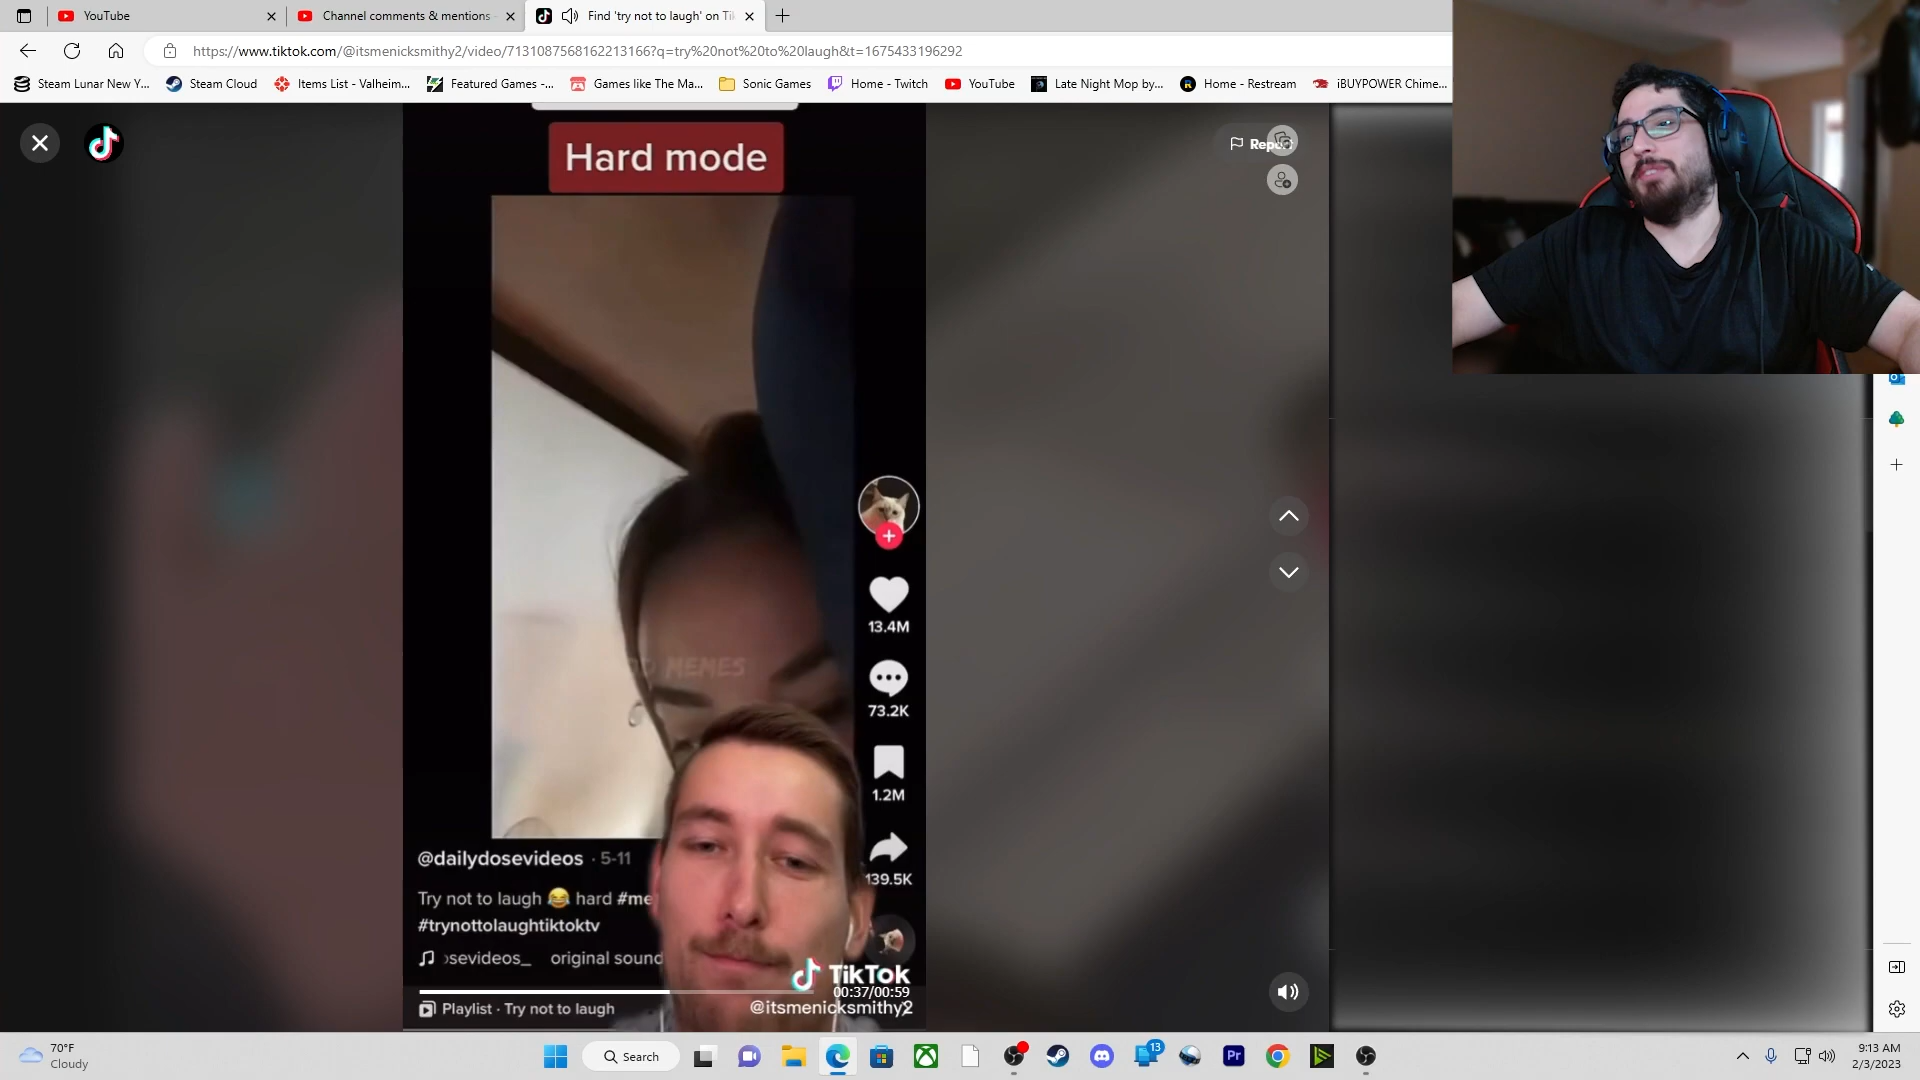 YouTube
Channel comments & mentions
Find 'try not to laugh' on Ti
https://www.tiktok.com/@itsmenicksmithy2/video/7131087568162213166?q=try%20not%20to%20laugh&t=1675433196292
Steam Lunar New Y...
Steam Cloud
Items List - Valheim...
Featured Games -...
Games like The Ma...
Sonic Games
Home - Twitch
YouTube
Late Night Mop by...
Home - Restream
iBUYPOWER Chime...
Hard mode
MEMES
13.4M
73.2K
1.2M
139.5K
@dailydosevideos · 5-11
Try not to laugh 😂 hard #me
#trynottolaughtiktoktv
osevideos_ original sound
TikTok
00:37/00:59
Playlist · Try not to laugh
@itsmenicksmithy2
70°F
Cloudy
Search
13
Pr
9:13 AM
2/3/2023